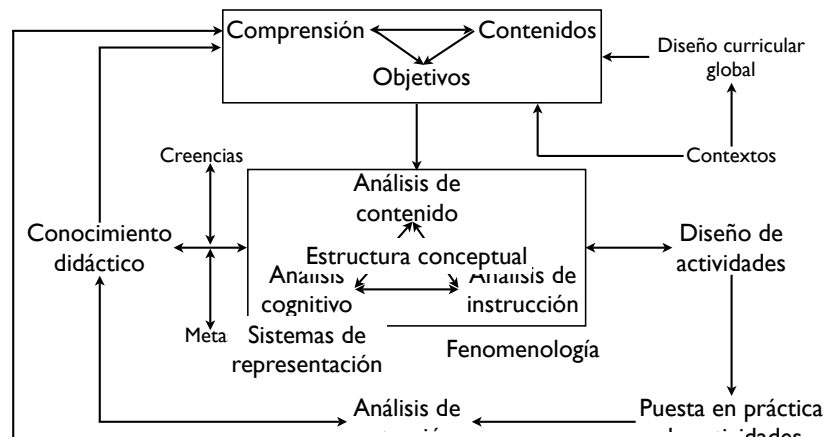 Comprensión
Contenidos
Objetivos
Diseño curricular
global
Creencias
Contextos
Análisis de
contenido
Conocimiento
didáctico
Estructura conceptual
Diseño de
actividades
Análisis
cognitivo
Análisis de
instrucción
Meta
Sistemas de
representación
Fenomenología
Análisis de
Puesta en práctica